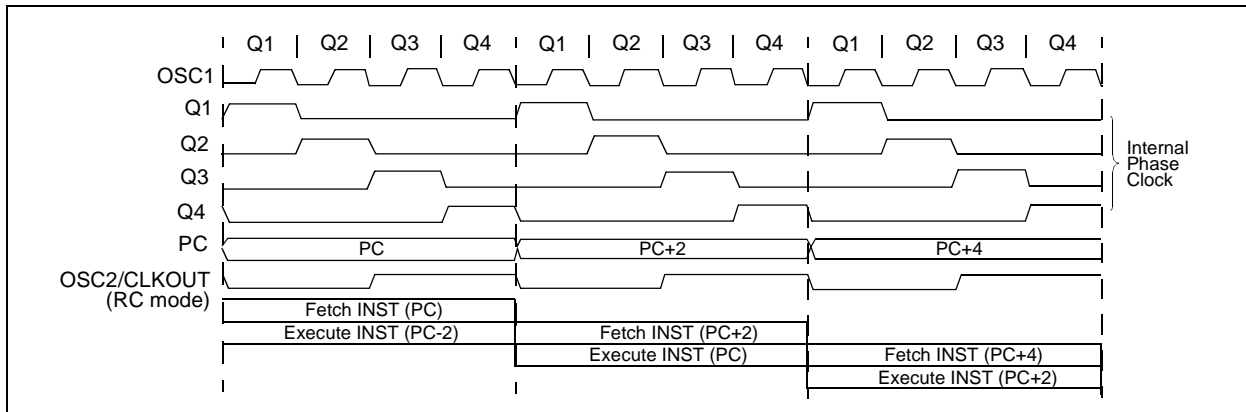 Q1 Q2 Q3 Q4 Q1 Q2 Q3 Q4 Q1 Q2 Q3 Q4
OSC1
Q1
Q2
Q3
Q4
Internal
Phase
Clock
PC PC PC+2 PC+4
OSC2/CLKOUT
(RC mode)
Fetch INST (PC)
Execute INST (PC-2) Fetch INST (PC+2)
Execute INST (PC) Fetch INST (PC+4)
Execute INST (PC+2)